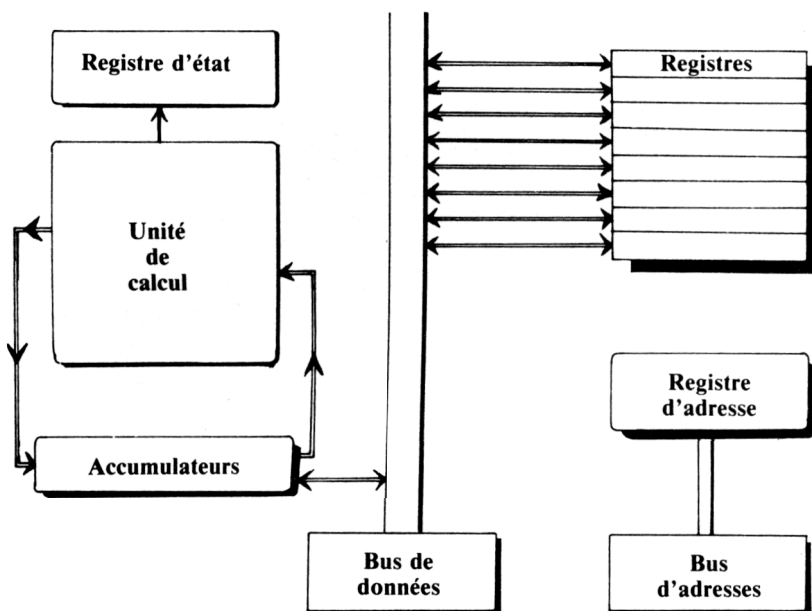 Registre d'état
Registres
Unité
de
calcul
Registre
d'adresse
Accumulateurs
Bus de
données
Bus
d'adresses